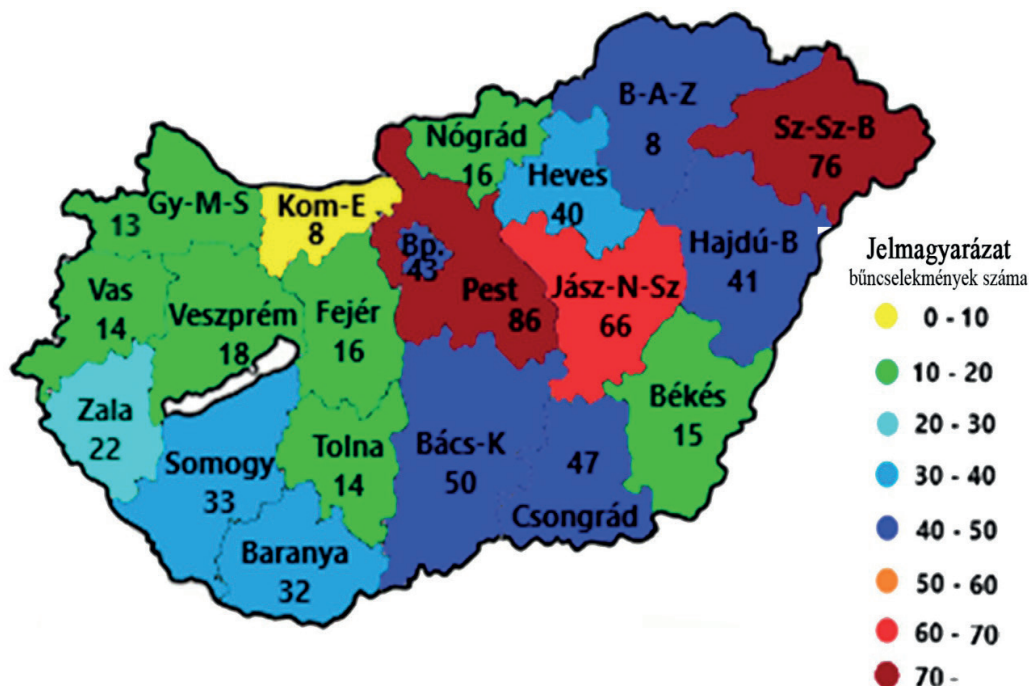 B-A-Z
8
Sz-Sz-B
76
Nógrád
16
Heves
40
Gy-M-S
13
Kom-E
8
Hajdú-B
41
Bp.
43
Pest
86
Jász-N-Sz
66
Vas
14
Veszprém
18
Fejér
16
Békés
15
Zala
22
Somogy
33
Tolna
14
Bács-K
50
47
Csongrád
Baranya
32
Jelmagyarázat
bűncselekmények száma
0 - 10
10 - 20
20 - 30
30 - 40
40 - 50
50 - 60
60 - 70
70 -